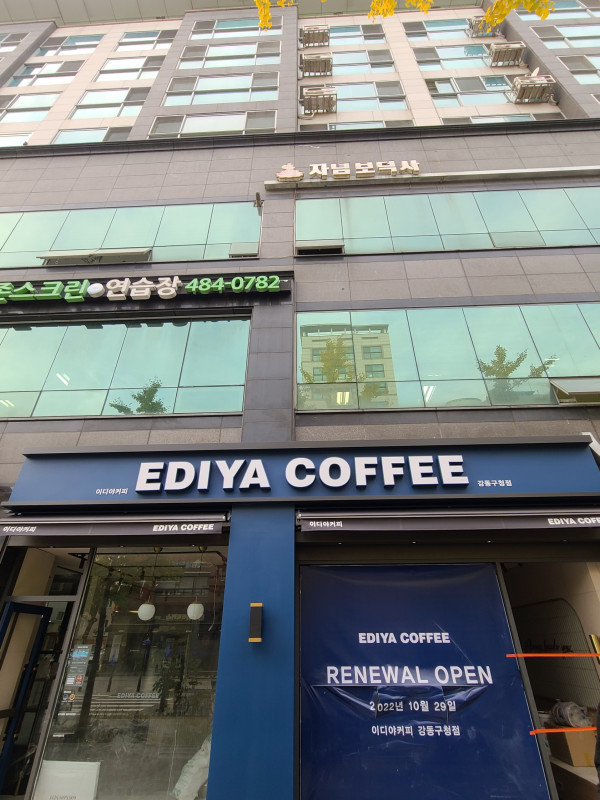 자념보덕사
존스크린 연습장 484-0782
이디야커피 EDIYA COFFEE 강동구청점
이디야커피 EDIYA COFFEE
이디야커피 EDIYA COFFEE
EDIYA COFFEE
EDIYA COFFEE
RENEWAL OPEN
2022년 10월 29일
이디야커피 강동구청점